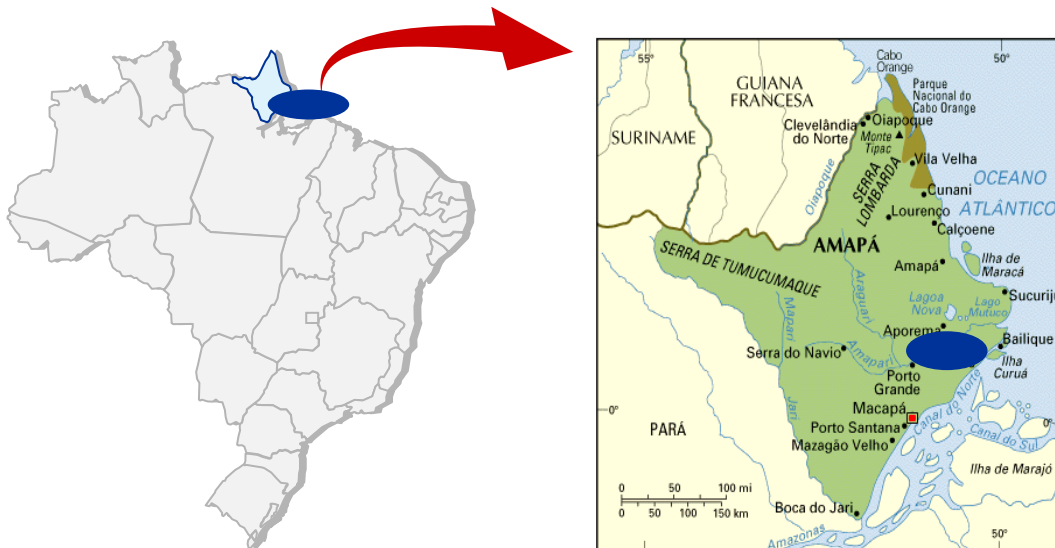 55°
50°
Cabo
Orange
GUIANA
FRANCESA
Parque
Nacional do
Cabo Orange
SURINAME
Clevelândia
do Norte
Oiapoque
Monte
Tipac
Oiapoque
Vila Velha
SERRA
LOMBARDA
Cunani
OCEANO
ATLÂNTICO
Lourenço
Calçoene
AMAPÁ
SERRA DE TUMUCUMAQUE
Amapá
Ilha de
Maracá
Araguari
Mapari
Lagoa
Nova
Lago
Mutuco
Sucuriju
Aporema
Bailique
Serra do Navio
Amapari
Ilha
Curuá
Porto
Grande
Jari
Macapá
Canal do Norte
0°
0°
PARÁ
Porto Santana
Mazagão Velho
Canal do Sul
Ilha de Marajó
0 50 100 mi
0 50 100 150 km
Boca do Jari
Amazonas
50°